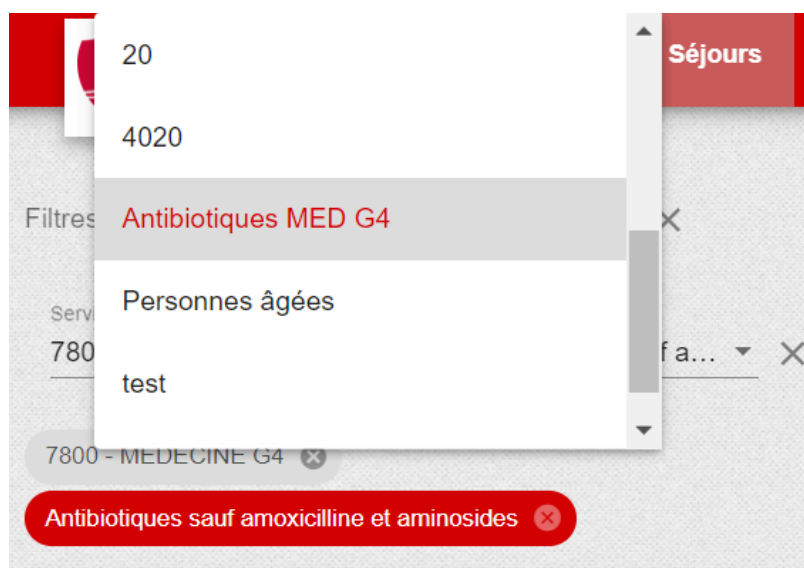 20
Séjours
4020
Filtres
Antibiotiques MED G4
Personnes âgées
Serv
780
f a...
test
7800 - MEDECINE G4
Antibiotiques sauf amoxicilline et aminosides